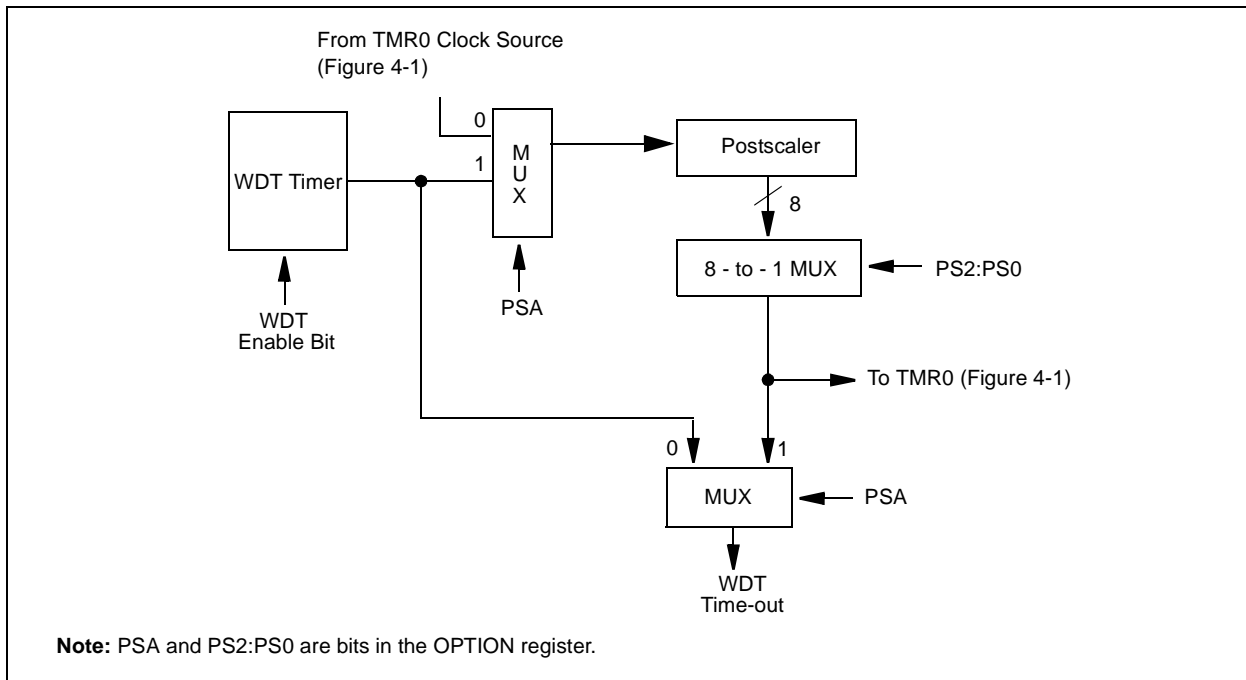 From TMR0 Clock Source
(Figure 4-1)
0
1
M
U
X
WDT Timer
Postscaler
8
8 - to - 1 MUX
PS2:PS0
PSA
WDT
Enable Bit
To TMR0 (Figure 4-1)
0
1
MUX
PSA
WDT
Time-out
Note: PSA and PS2:PS0 are bits in the OPTION register.